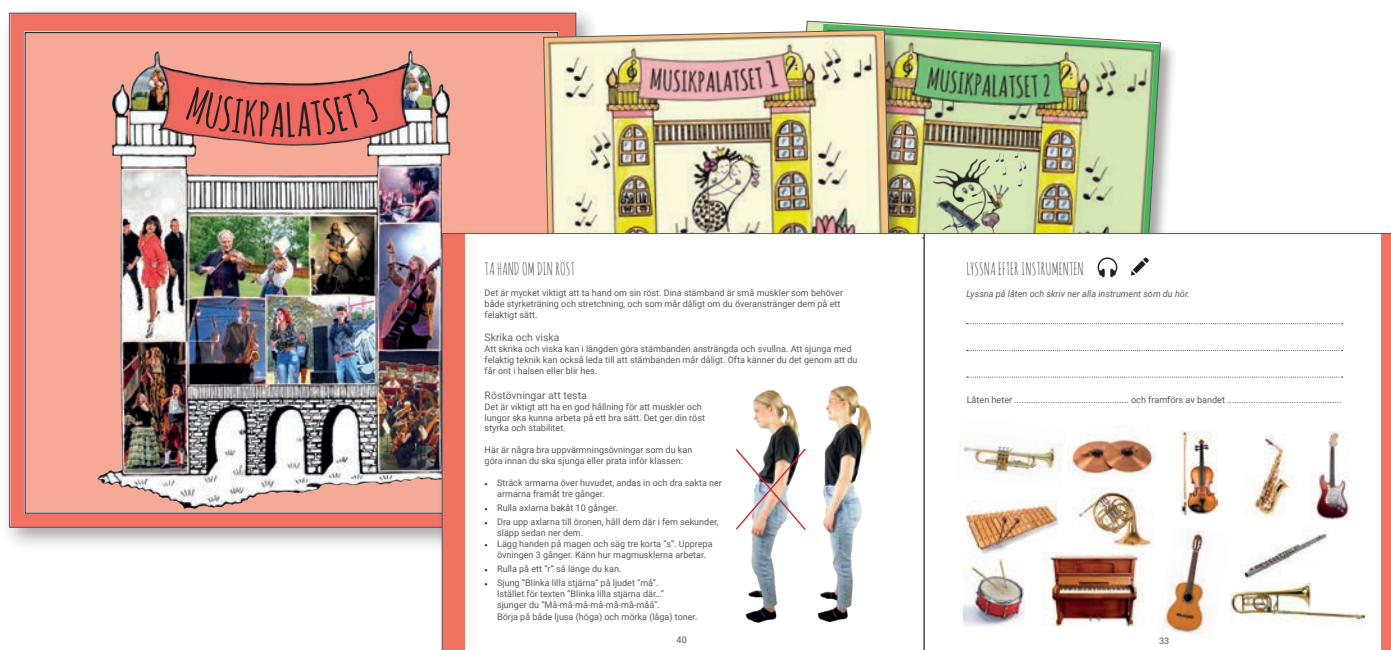 MUSIKPALATSET 3
MUSIKPALATSET 1
MUSIKPALATSET 2
TA HAND OM DIN RÖST
Det är mycket viktigt att ta hand om sin röst. Dina stämband är små muskler som behöver
både styrketräning och stretchning, och som mår dåligt om du överanstränger dem på ett
felaktigt sätt.
Skrika och viska
Att skrika och viska kan i längden göra stämbanden ansträngda och svullna. Att sjunga med
felaktig teknik kan också leda till att stämbanden mår dåligt. Ofta känner du det genom att du
får ont i halsen eller blir hes.
Röstövningar att testa
Det är viktigt att ha en god hållning för att muskler och
lungor ska kunna arbeta på ett bra sätt. Det ger din röst
styrka och stabilitet.
Här är några bra uppvärmningsövningar som du kan
göra innan du ska sjunga eller prata inför klassen:
• Sträck armarna över huvudet, andas in och dra sakta ner
armarna framåt tre gånger.
• Rulla axlarna bakåt 10 gånger.
• Dra upp axlarna till öronen, håll dem där i fem sekunder,
släpp sedan ner dem.
• Lägg handen på magen och säg tre korta "s". Upprepa
övningen 3 gånger. Känn hur magmusklerna arbetar.
• Rulla på ett "r" så länge du kan.
• Sjung "Blinka lilla stjärna" på ljudet "må".
Istället för texten "Blinka lilla stjärna där..."
sjunger du "Må-må-må-må-må-må-måå".
Börja på både ljusa (höga) och mörka (låga) toner.
40
LYSSNA EFTER INSTRUMENTEN
Lyssna på låten och skriv ner alla instrument som du hör.
Låten heter ............................................ och framförs av bandet ............................................
33